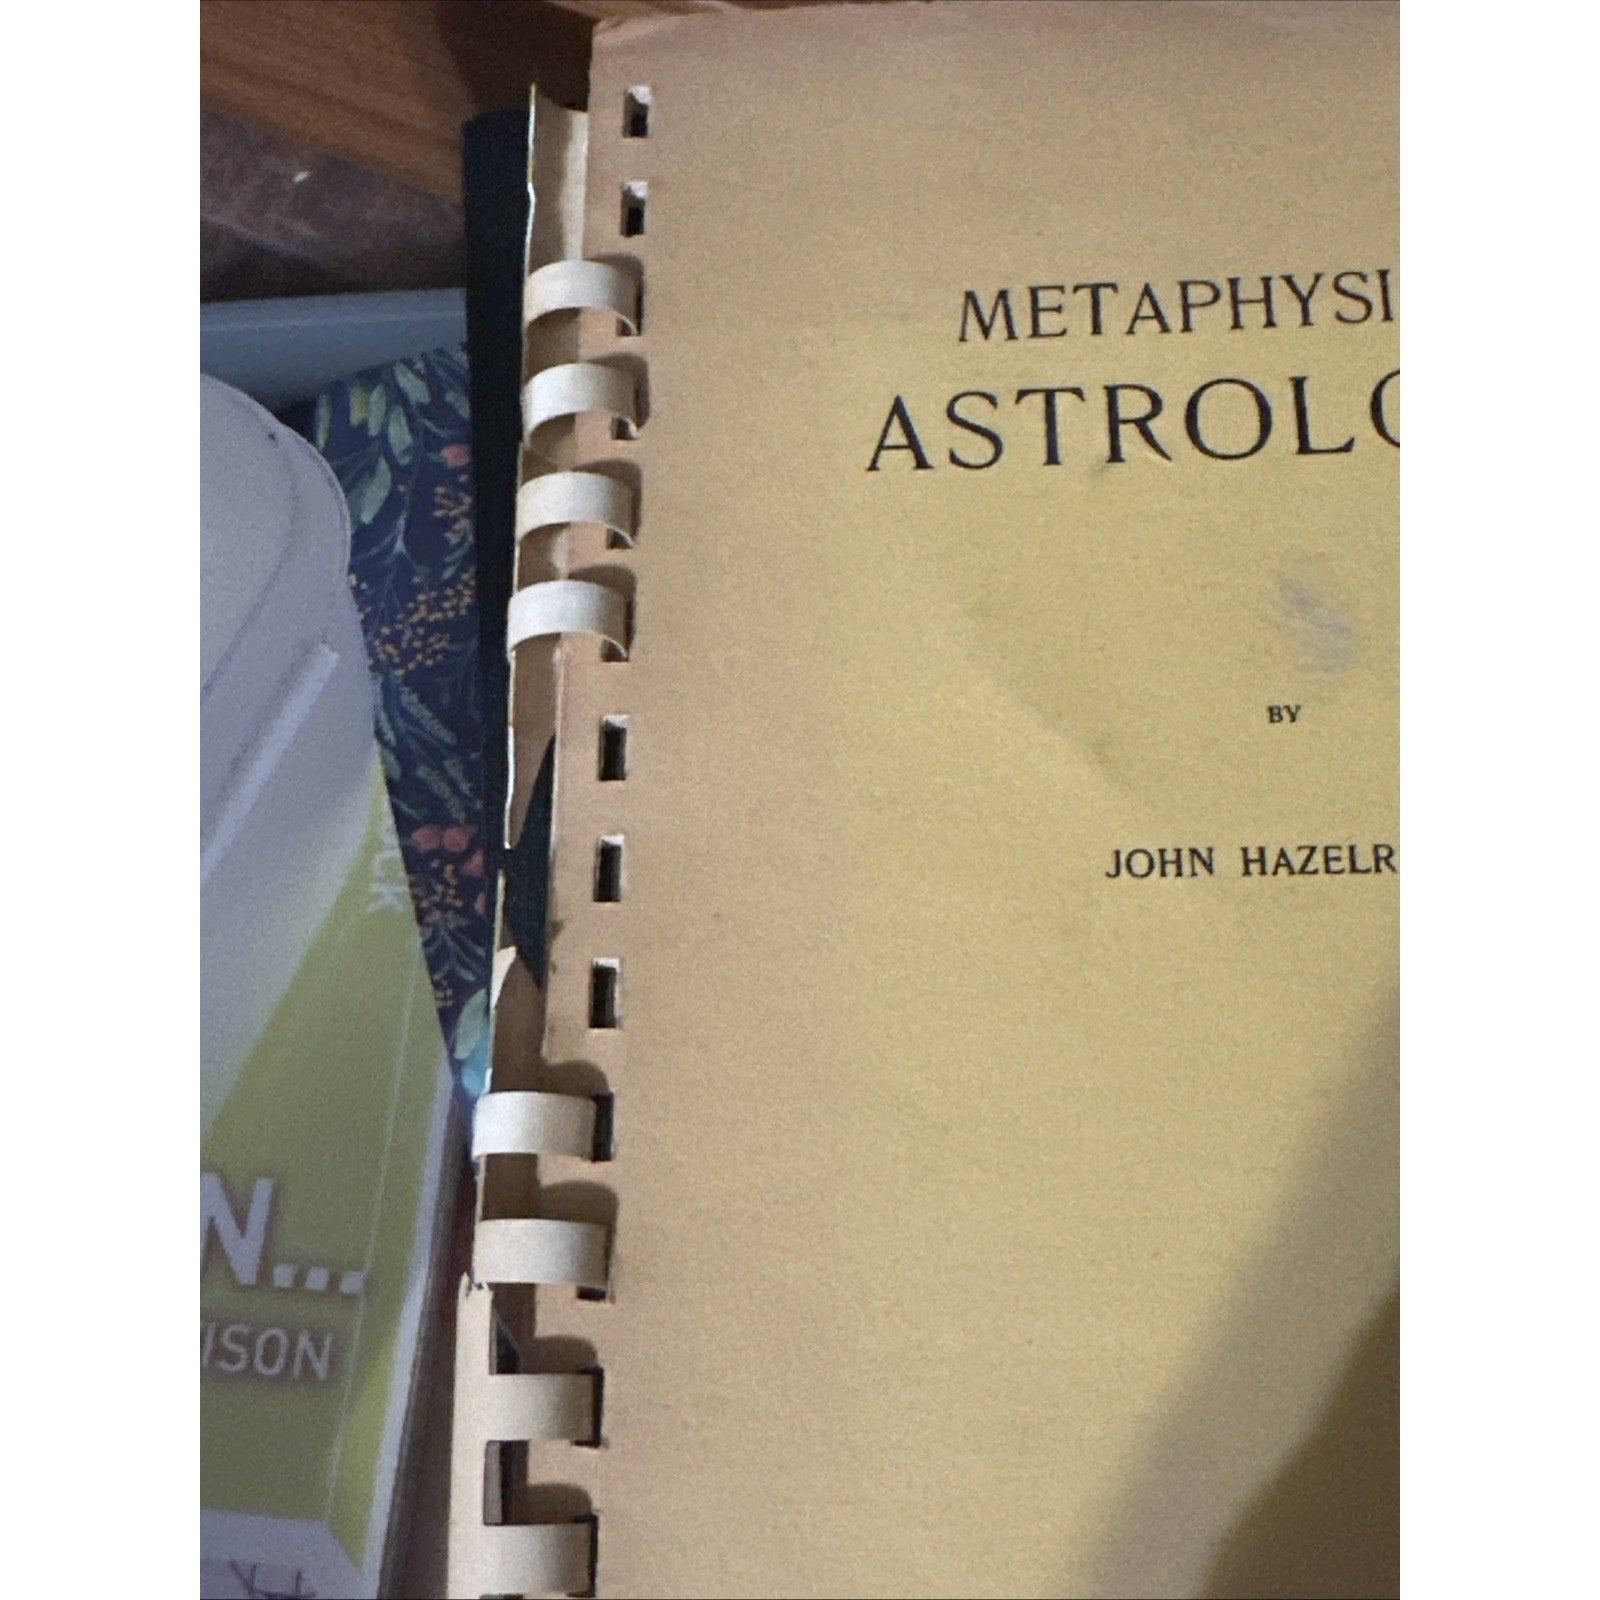 METAPHYSI
ASTROLO
BY
JOHN HAZELR
N...
ISON